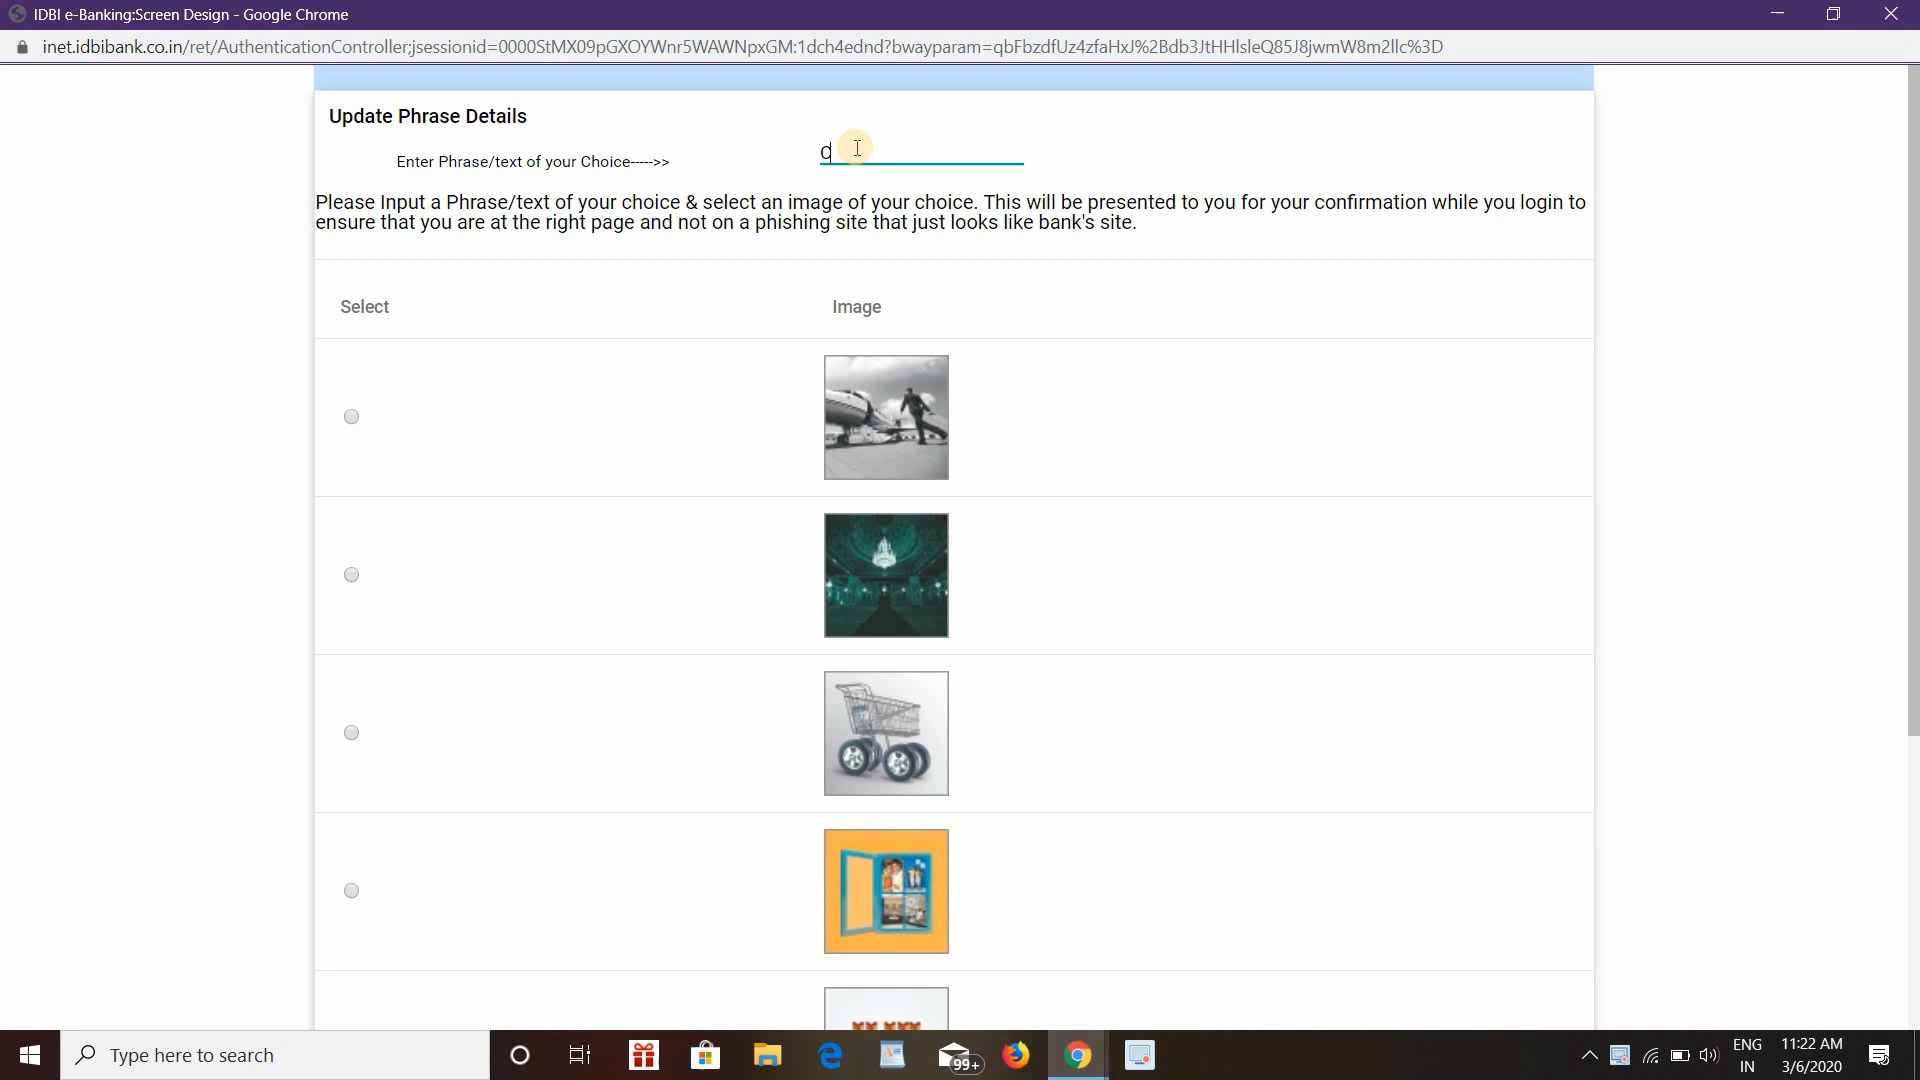 IDBI e-Banking:Screen Design - Google Chrome
inet.idbibank.co.in/ret/AuthenticationController;jsessionid=0000StMX09pGXOYWnr5WAWNpxGM:1dch4ednd?bwayparam=qbFbzdfUz4zfaHxJ%2Bdb3JtHHlsleQ85J8jwmW8m2llc%3D
Update Phrase Details
Enter Phrase/text of your Choice----->>
Please Input a Phrase/text of your choice & select an image of your choice. This will be presented to you for your confirmation while you login to
ensure that you are at the right page and not on a phishing site that just looks like bank's site.
Select Image
Type here to search
99+
ENG
IN
11:22 AM
3/6/2020